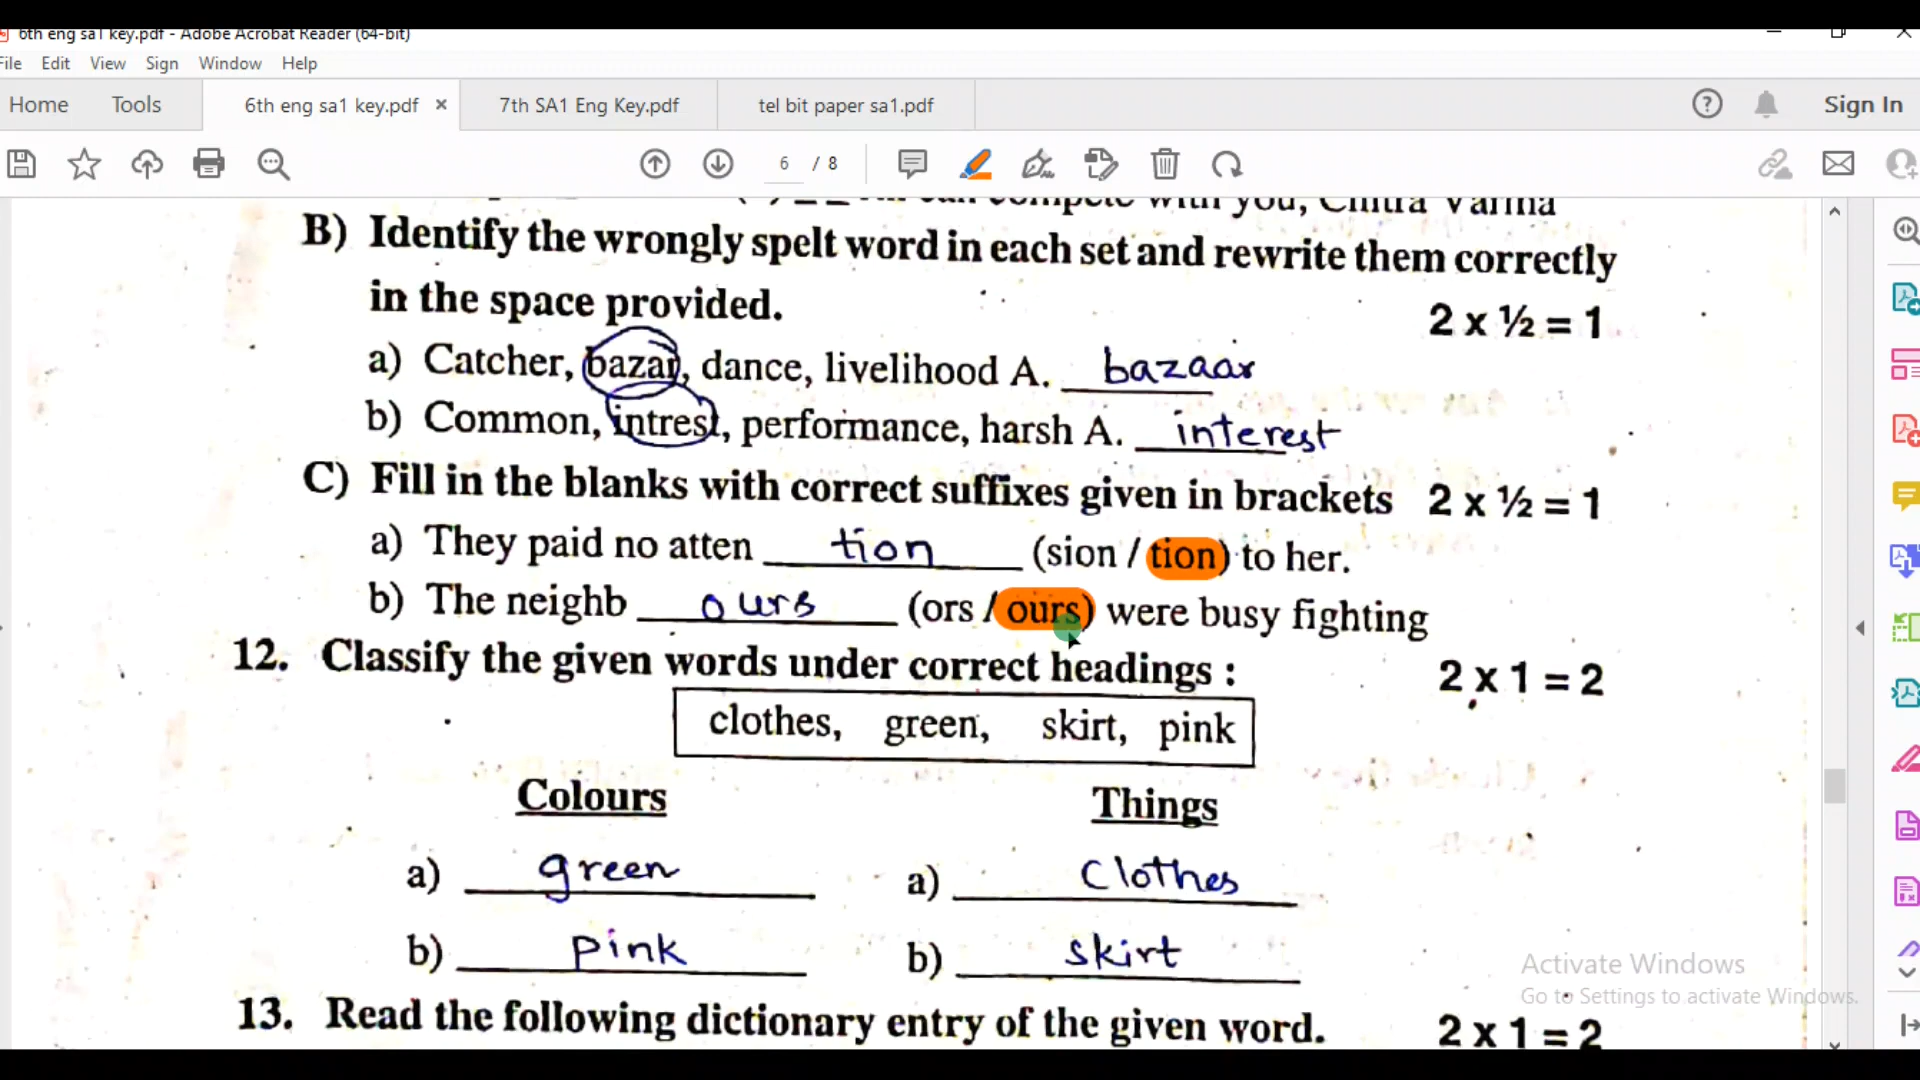 6th eng sa1 key.pdf - Adobe Acrobat Reader (64-bit)
File Edit View Sign Window Help
Home Tools 6th eng sa1 key.pdf × 7th SA1 Eng Key.pdf tel bit paper sa1.pdf Sign In
6 / 8
can compete with you, Chitra Varma
B) Identify the wrongly spelt word in each set and rewrite them correctly
in the space provided. 2 x ½ = 1
a) Catcher, bazar, dance, livelihood A. bazaar
b) Common, intrest, performance, harsh A. interest
C) Fill in the blanks with correct suffixes given in brackets 2 x ½ = 1
a) They paid no atten tion (sion / tion) to her.
b) The neighb ours (ors / ours) were busy fighting
12. Classify the given words under correct headings : 2 x 1 = 2
clothes, green, skirt, pink
Colours Things
a) green a) Clothes
b) pink b) skirt
Activate Windows
Go to Settings to activate Windows.
13. Read the following dictionary entry of the given word. 2 x 1 = 2